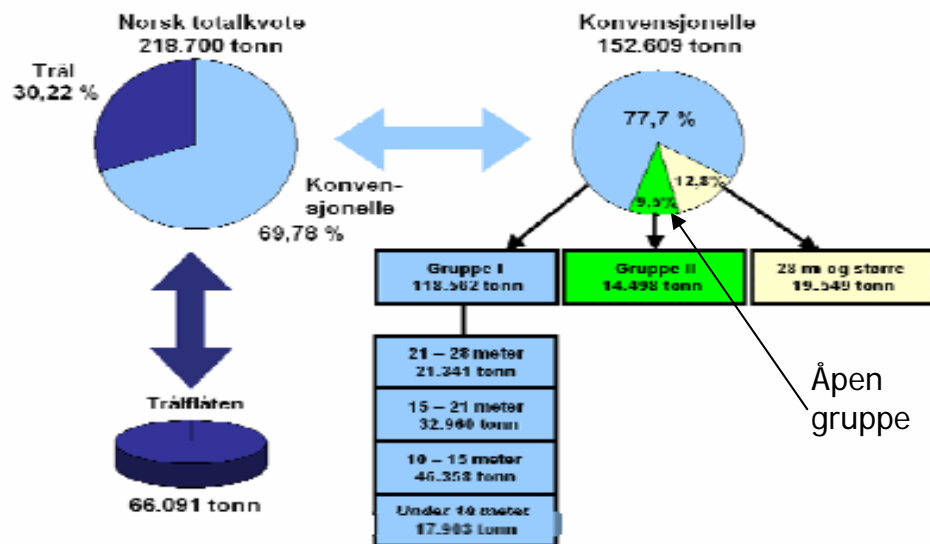 Norsk totalkvote
218.700 tonn
Trål
30,22 %
Konven-
sjonelle
69,78 %
Trålflåten
66.091 tonn
Konvensjonelle
152.609 tonn
77,7 %
9,5%
12,8%
Gruppe I
118.562 tonn
Gruppe II
14.498 tonn
28 m og større
19.549 tonn
21 – 28 meter
21.341 tonn
15 – 21 meter
32.960 tonn
10 – 15 meter
46.358 tonn
Under 10 meter
17.903 tonn
Åpen
gruppe